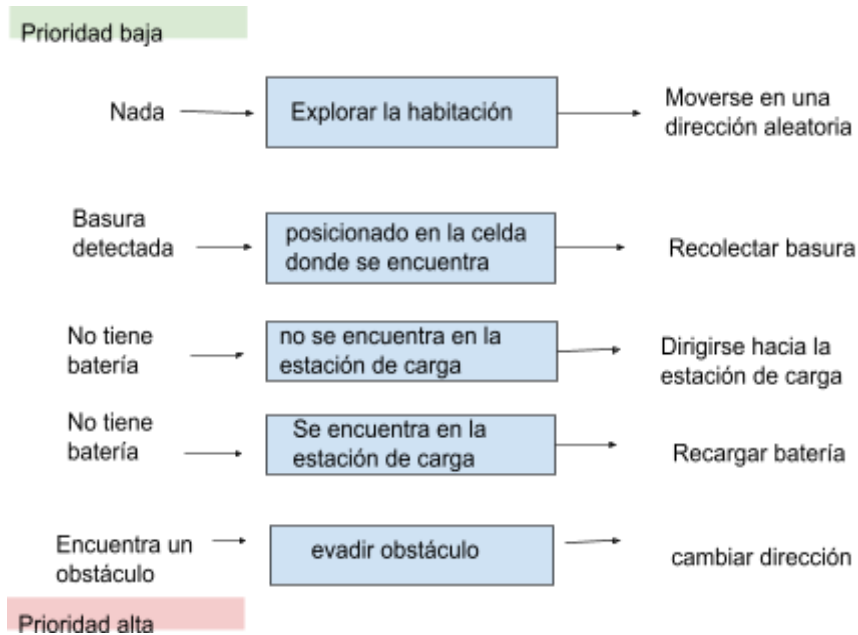 Prioridad baja
Nada
Explorar la habitación
Moverse en una
dirección aleatoria
Basura
detectada
posicionado en la celda
donde se encuentra
Recolectar basura
No tiene
batería
no se encuentra en la
estación de carga
Dirigirse hacia la
estación de carga
No tiene
batería
Se encuentra en la
estación de carga
Recargar batería
Encuentra un
obstáculo
evadir obstáculo
cambiar dirección
Prioridad alta